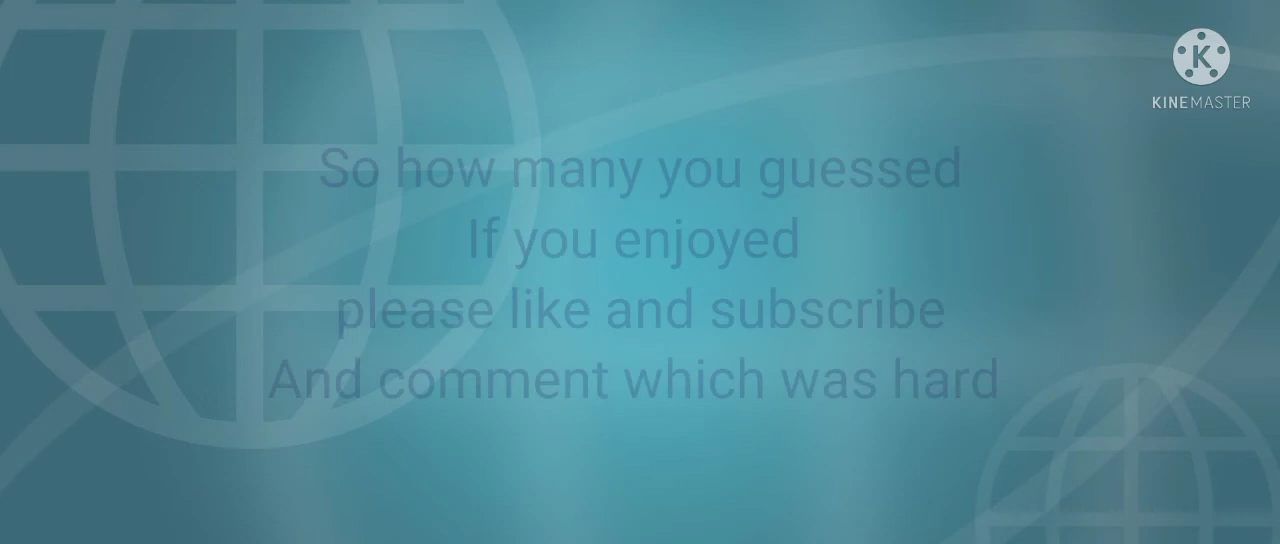 K
KINEMASTER
So how many you guessed
If you enjoyed
please like and subscribe
And comment which was hard